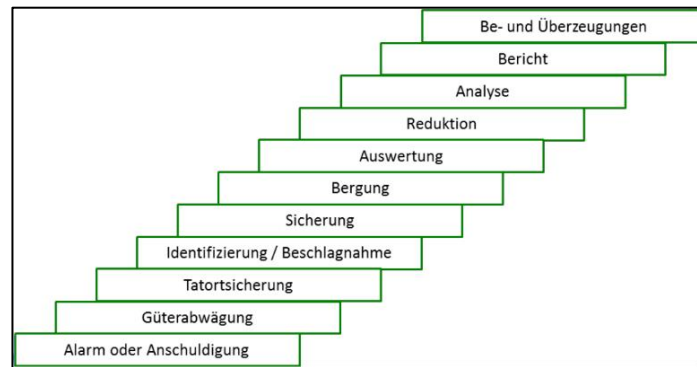 Be- und Überzeugungen
Bericht
Analyse
Reduktion
Auswertung
Bergung
Sicherung
Identifizierung / Beschlagnahme
Tatortsicherung
Güterabwägung
Alarm oder Anschuldigung